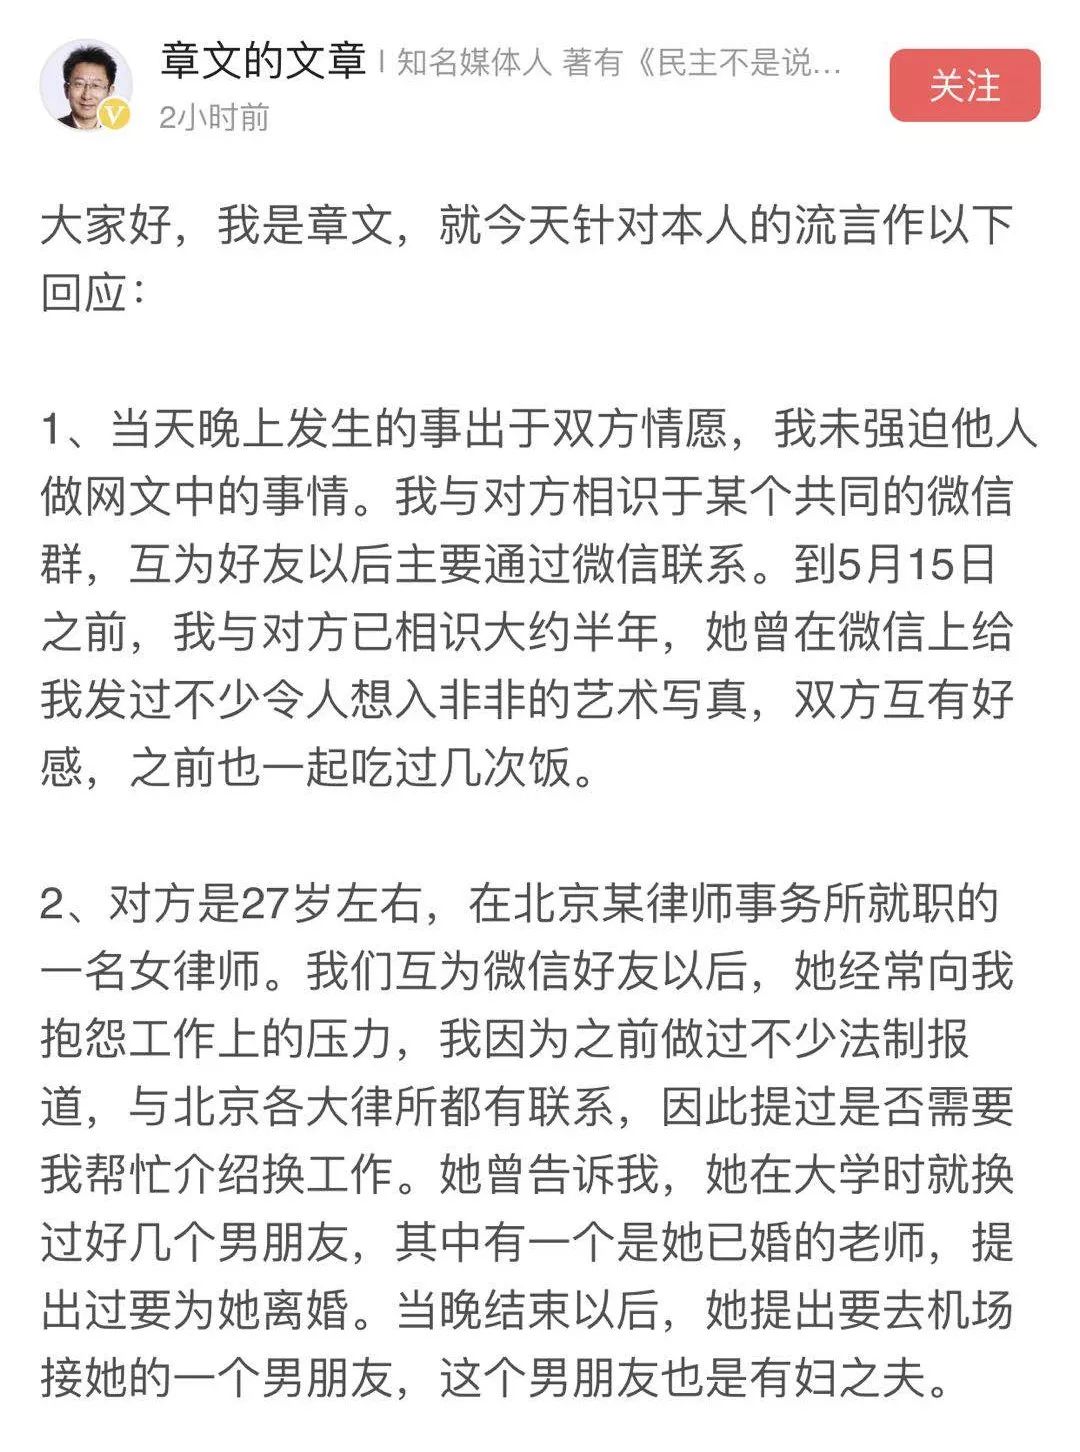 章文的文章 | 知名媒体人 著有《民主不是说...
2小时前
关注
大家好，我是章文，就今天针对本人的流言作以下
回应：
1、当天晚上发生的事出于双方情愿，我未强迫他人
做网文中的事情。我与对方相识于某个共同的微信
群，互为好友以后主要通过微信联系。到5月15日
之前，我与对方已相识大约半年，她曾在微信上给
我发过不少令人想入非非的艺术写真，双方互有好
感，之前也一起吃过几次饭。
2、对方是27岁左右，在北京某律师事务所就职的
一名女律师。我们互为微信好友以后，她经常向我
抱怨工作上的压力，我因为之前做过不少法制报
道，与北京各大律所都有联系，因此提过是否需要
我帮忙介绍换工作。她曾告诉我，她在大学时就换
过好几个男朋友，其中有一个是她已婚的老师，提
出过要为她离婚。当晚结束以后，她提出要去机场
接她的一个男朋友，这个男朋友也是有妇之夫。